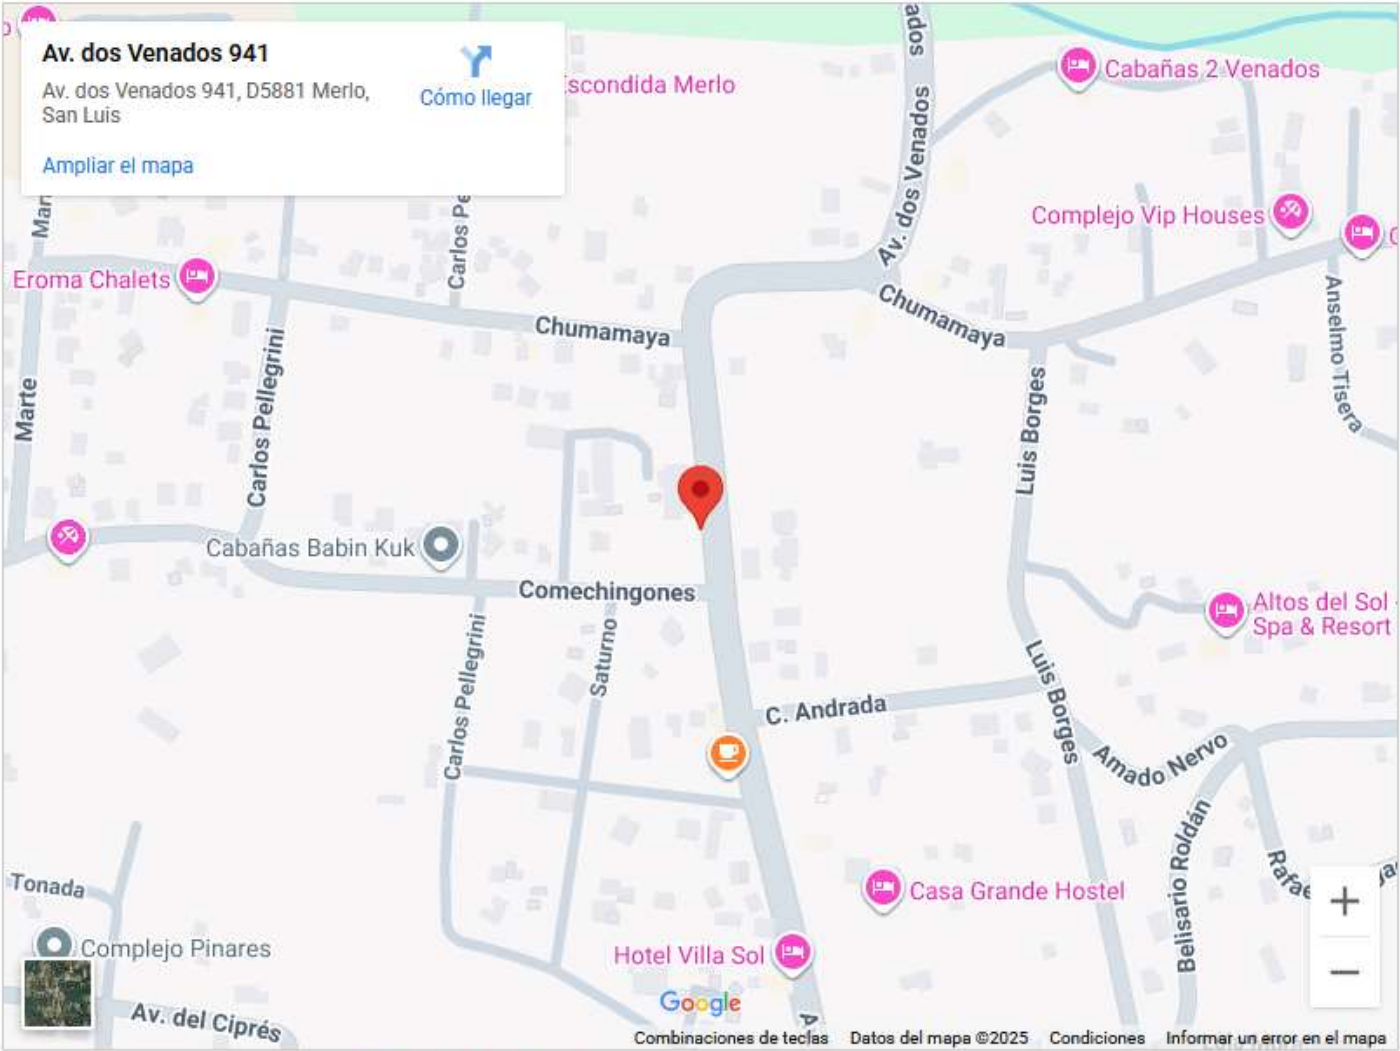 Av. dos Venados 941
Av. dos Venados 941, D5881 Merlo,
San Luis
Cómo llegar
Ampliar el mapa
Escondida Merlo
ados
Cabañas 2 Venados
Av. dos Venados
Complejo Vip Houses
Mar
Carlos Pe
Eroma Chalets
Chumamaya
Chumamaya
Anselmo Tisera
Marte
Carlos Pellegrini
Luis Borges
Cabañas Babin Kuk
Comechingones
Altos del Sol
Spa & Resort
Carlos Pellegrini
Saturno
Luis Borges
C. Andrada
Amado Nervo
Belisario Roldán
Rafae
Tonada
Casa Grande Hostel
Complejo Pinares
Hotel Villa Sol
Av. del Ciprés
A
Google
Combinaciones de teclas
Datos del mapa ©2025
Condiciones
Informar un error en el mapa